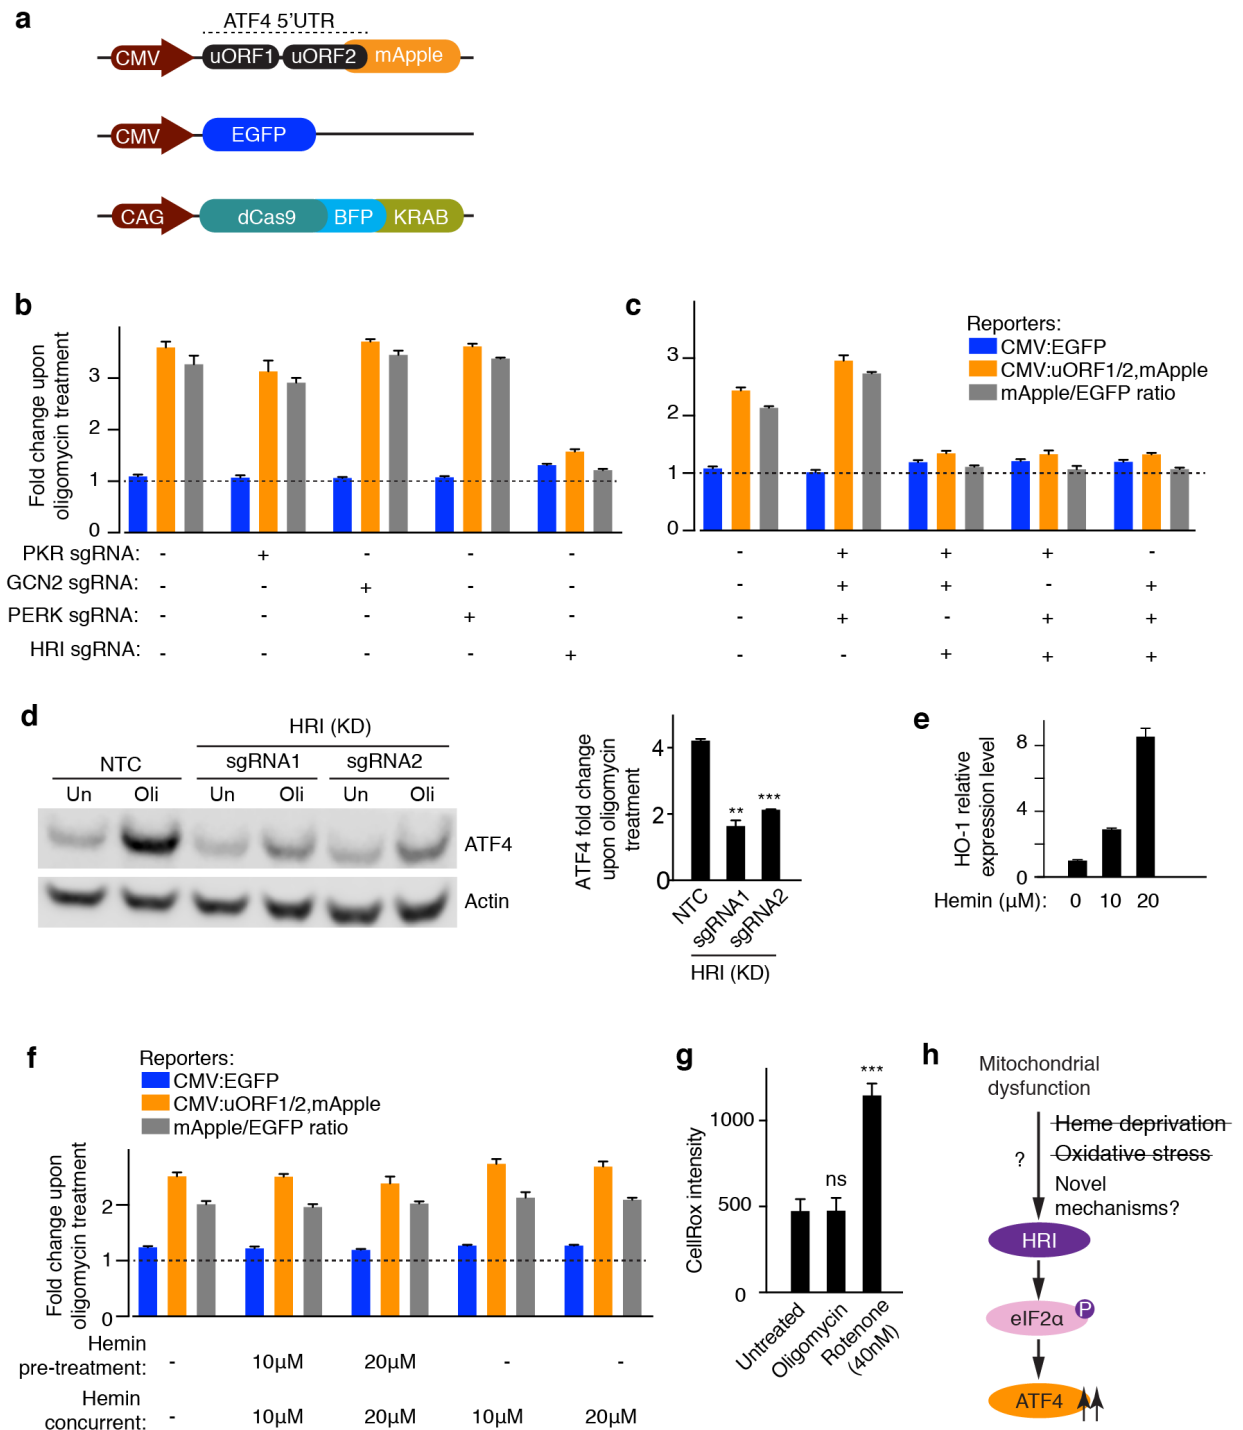 a
ATF4 5'UTR
CMV uORF1 uORF2 mApple
CMV EGFP
CAG dCas9 BFP KRAB
b
Fold change upon
oligomycin treatment
3
2
1
0
PKR sgRNA: - + - - -
GCN2 sgRNA: - - + - -
PERK sgRNA: - - - + -
HRI sgRNA: - - - - +
c
Reporters:
CMV:EGFP
CMV:uORF1/2,mApple
mApple/EGFP ratio
3
2
1
0
- + + + -
- + + - +
- + - + +
- - + + +
d
HRI (KD)
NTC sgRNA1 sgRNA2
Un Oli Un Oli Un Oli
ATF4
Actin
ATF4 fold change
upon oligomycin
treatment
4
2
0
** ***
NTC
sgRNA1
sgRNA2
HRI (KD)
e
HO-1 relative
expression level
8
4
0
Hemin (µM): 0 10 20
f
Reporters:
CMV:EGFP
CMV:uORF1/2,mApple
mApple/EGFP ratio
Fold change upon
oligomycin treatment
2
1
0
Hemin
pre-treatment: - 10µM 20µM - -
Hemin
concurrent: - 10µM 20µM 10µM 20µM
g
CellRox intensity
1000
500
0
ns
***
Untreated
Oligomycin
Rotenone
(40nM)
h
Mitochondrial
dysfunction
Heme deprivation
? Oxidative stress
Novel
mechanisms?
HRI
eIF2α P
ATF4